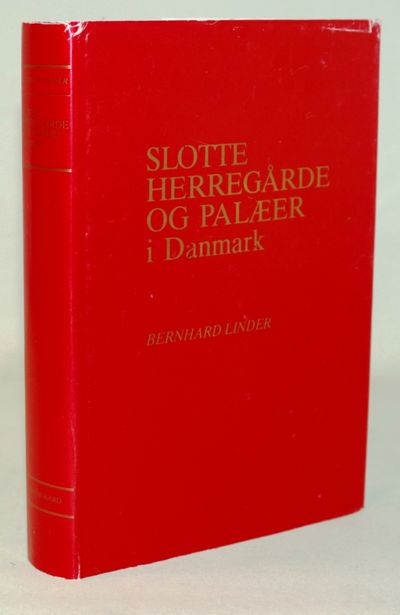 SLOTTE
HERREGÅRDE
OG PALÆER
i Danmark
BERNHARD LINDER